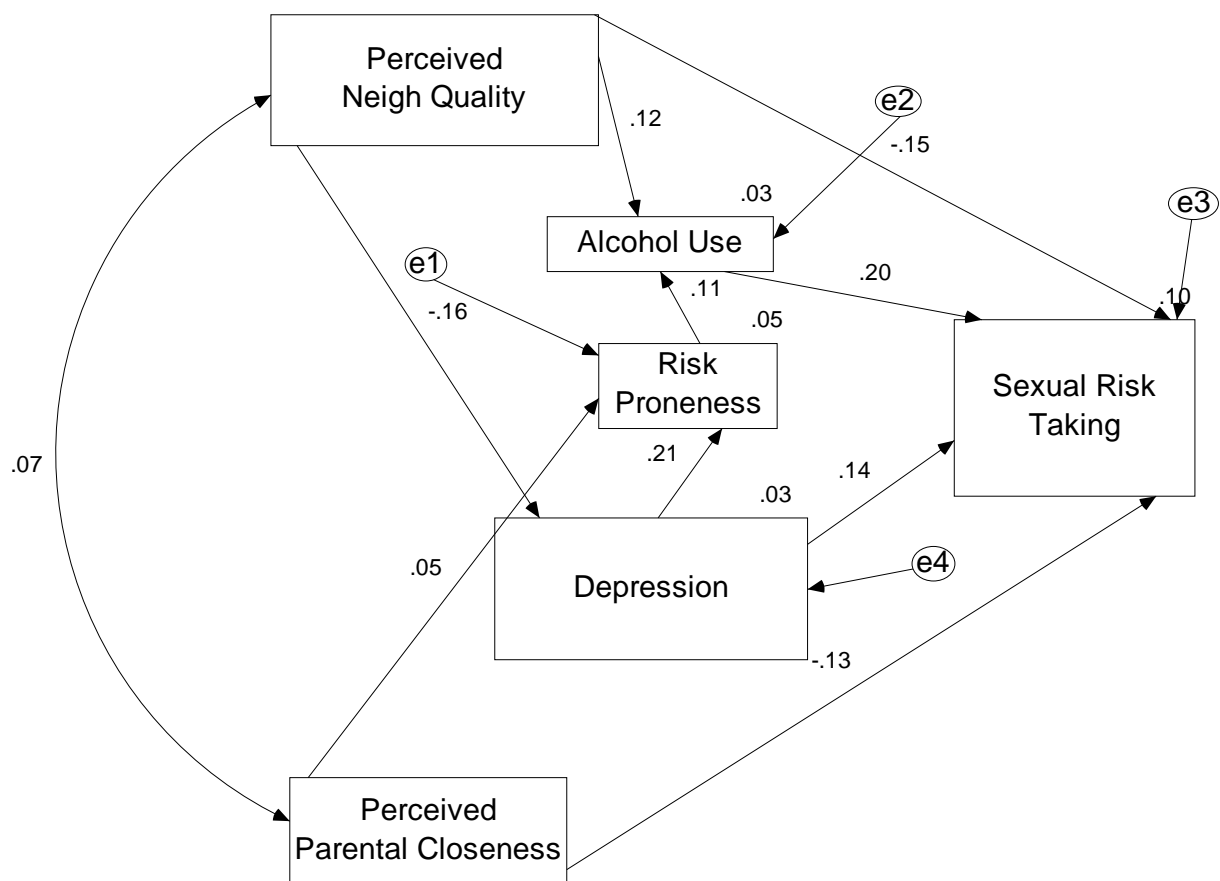 Perceived
Neigh Quality
e2
.12
-.15
.03
e3
Alcohol Use
e1
.20
.11
.10
-.16
.05
Risk
Proneness
Sexual Risk
Taking
.07
.21
.03
.14
.05
Depression
e4
-.13
Perceived
Parental Closeness